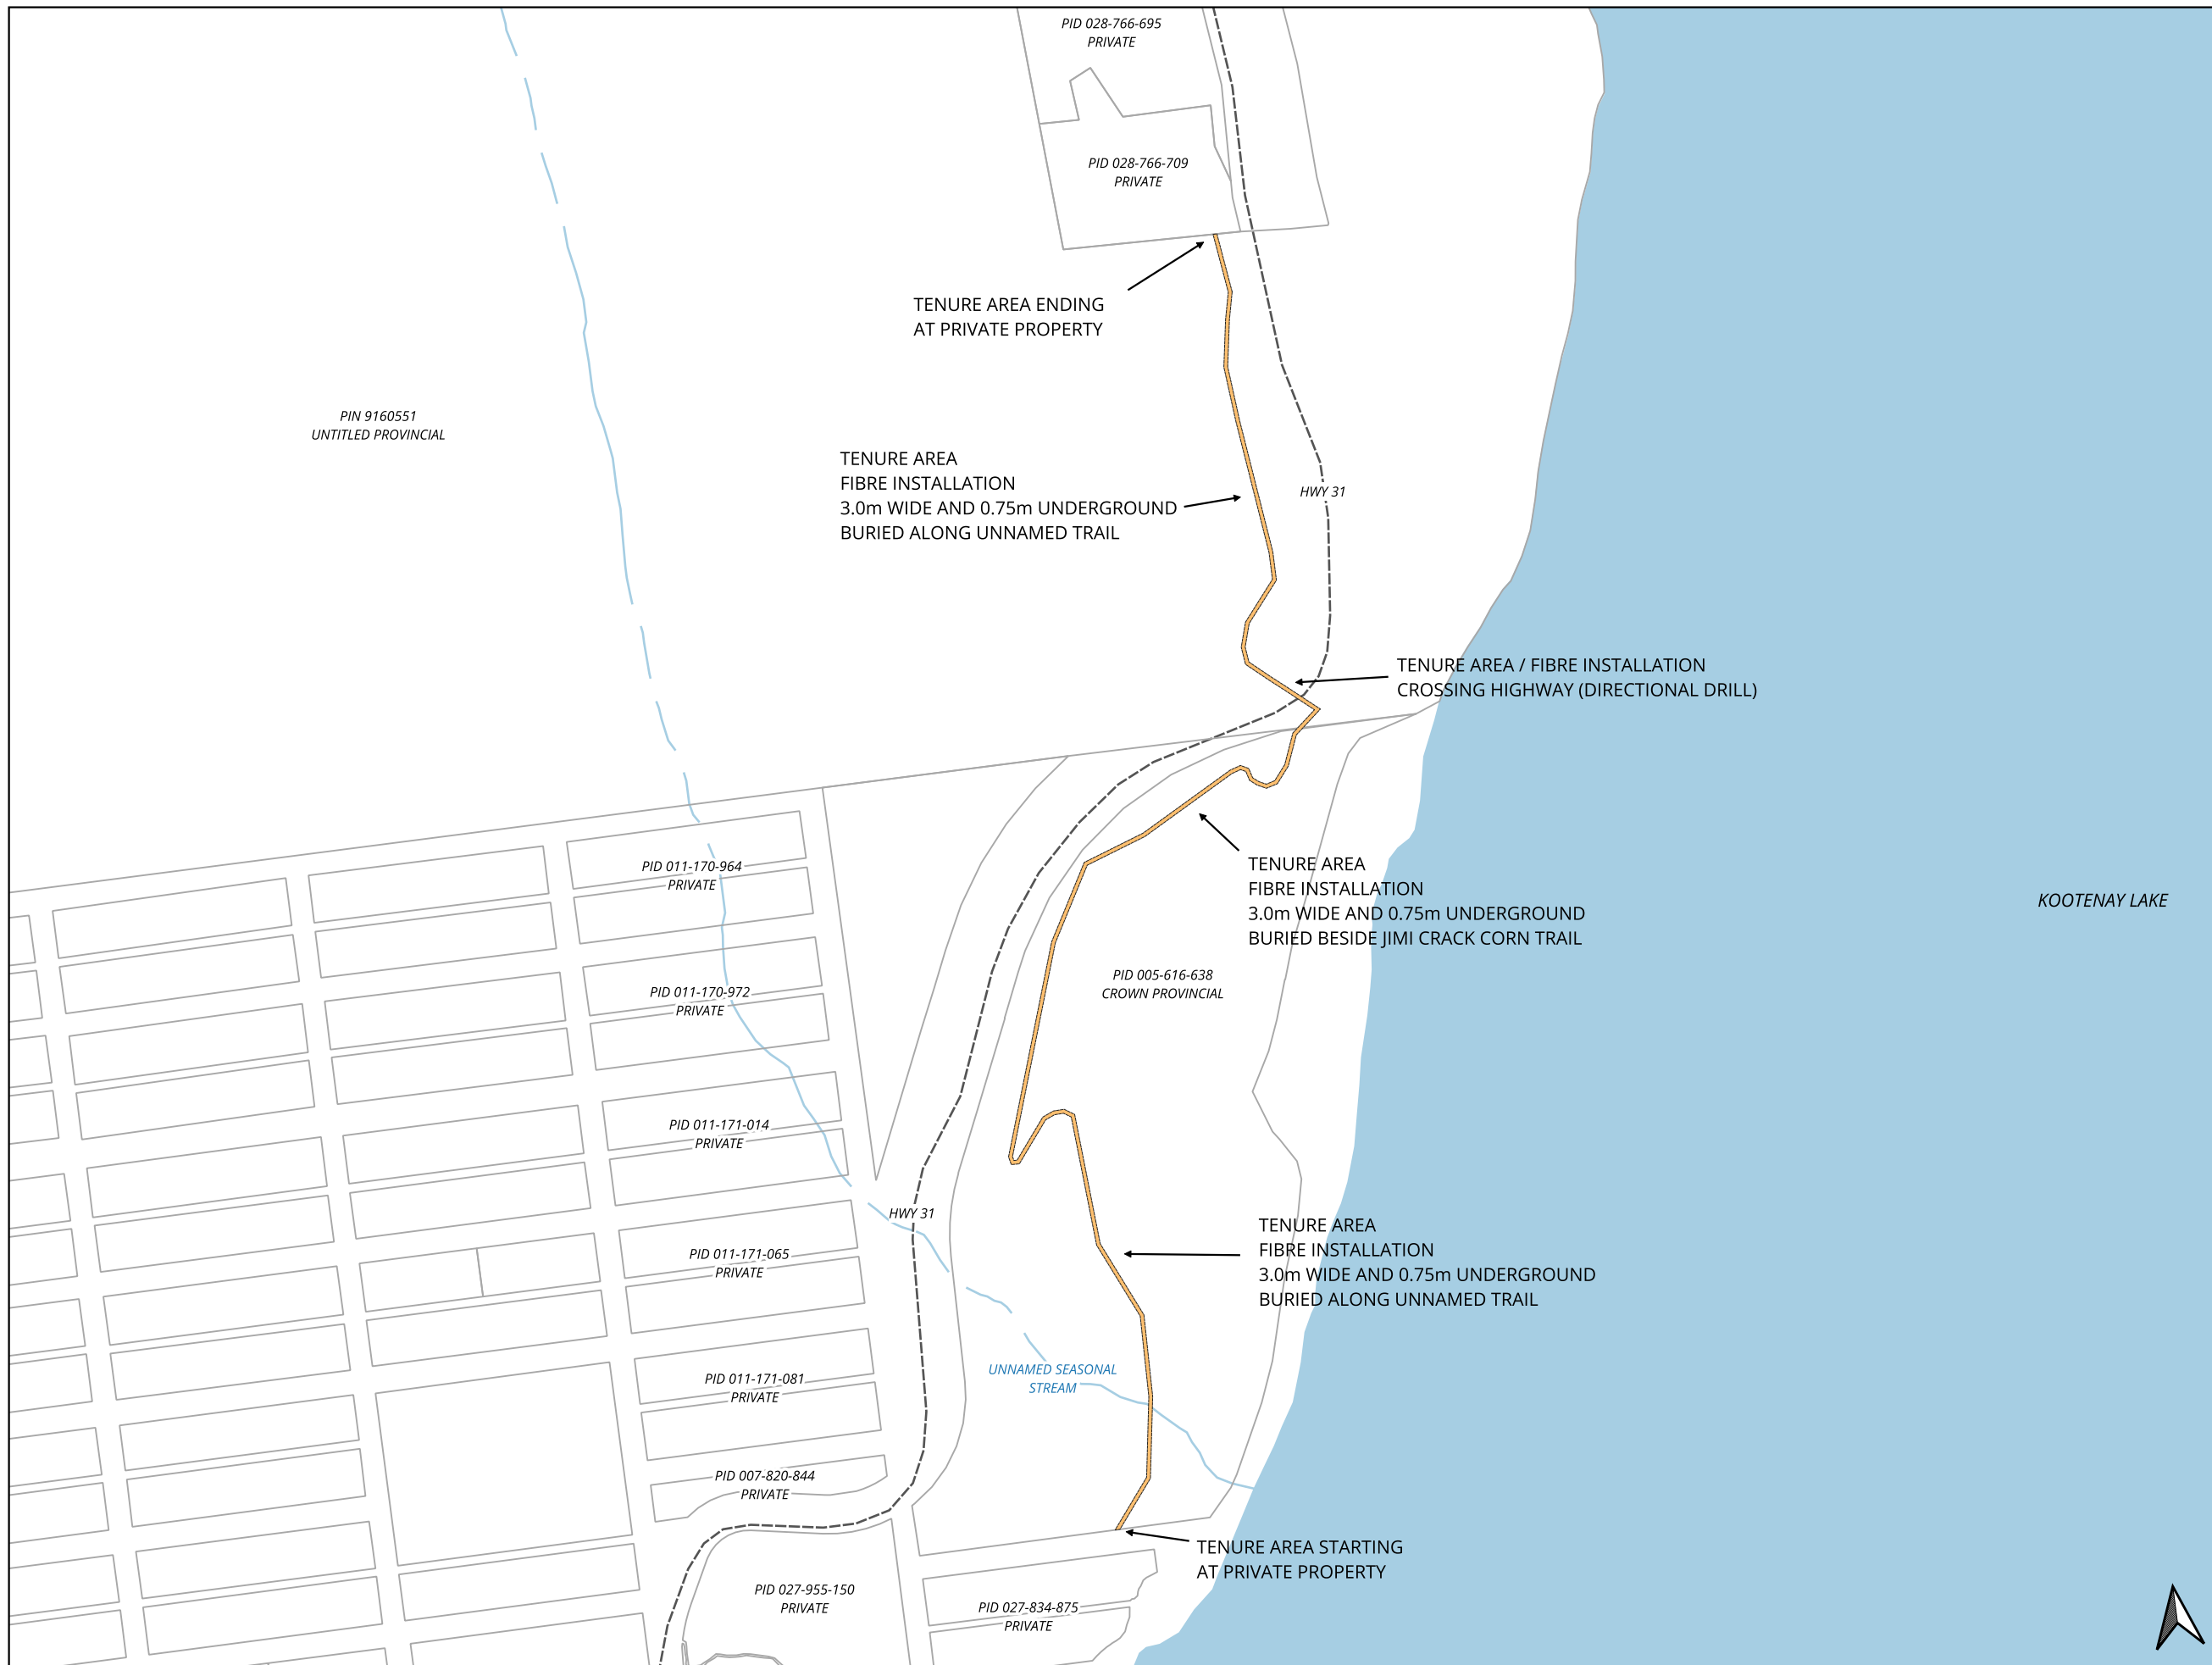 PID 028-766-695
PRIVATE
PID 028-766-709
PRIVATE
TENURE AREA ENDING
AT PRIVATE PROPERTY
PIN 9160551
UNTITLED PROVINCIAL
TENURE AREA
FIBRE INSTALLATION
3.0m WIDE AND 0.75m UNDERGROUND
BURIED ALONG UNNAMED TRAIL
HWY 31
TENURE AREA / FIBRE INSTALLATION
CROSSING HIGHWAY (DIRECTIONAL DRILL)
PID 011-170-964
PRIVATE
TENURE AREA
FIBRE INSTALLATION
3.0m WIDE AND 0.75m UNDERGROUND
BURIED BESIDE JIMI CRACK CORN TRAIL
KOOTENAY LAKE
PID 005-616-638
CROWN PROVINCIAL
PID 011-170-972
PRIVATE
PID 011-171-014
PRIVATE
HWY 31
TENURE AREA
FIBRE INSTALLATION
3.0m WIDE AND 0.75m UNDERGROUND
BURIED ALONG UNNAMED TRAIL
PID 011-171-065
PRIVATE
UNNAMED SEASONAL
STREAM
PID 011-171-081
PRIVATE
PID 007-820-844
PRIVATE
TENURE AREA STARTING
AT PRIVATE PROPERTY
PID 027-955-150
PRIVATE
PID 027-834-875
PRIVATE